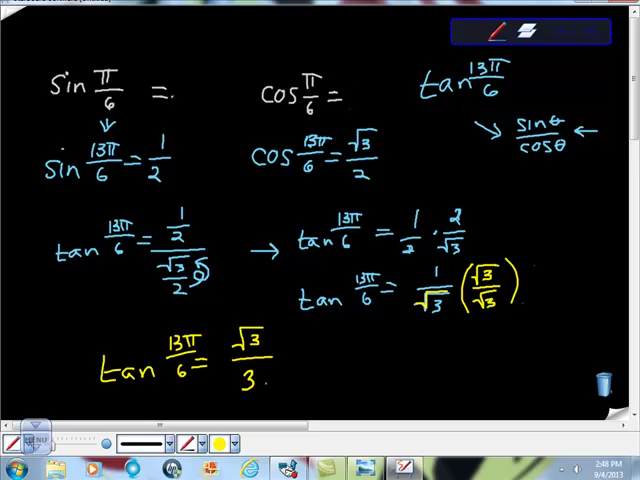 sin π/6 =
cos π/6 =
tan 13π/6
↓
→ sinθ/cosθ ←
sin 13π/6 = 1/2
cos 13π/6 = √3/2
tan 13π/6 = (1/2)/(√3/2) → tan 13π/6 = 1/2 · 2/√3
tan 13π/6 = 1/√3 (√3/√3)
tan 13π/6 = √3/3
MENU
2:48 PM
9/4/2013